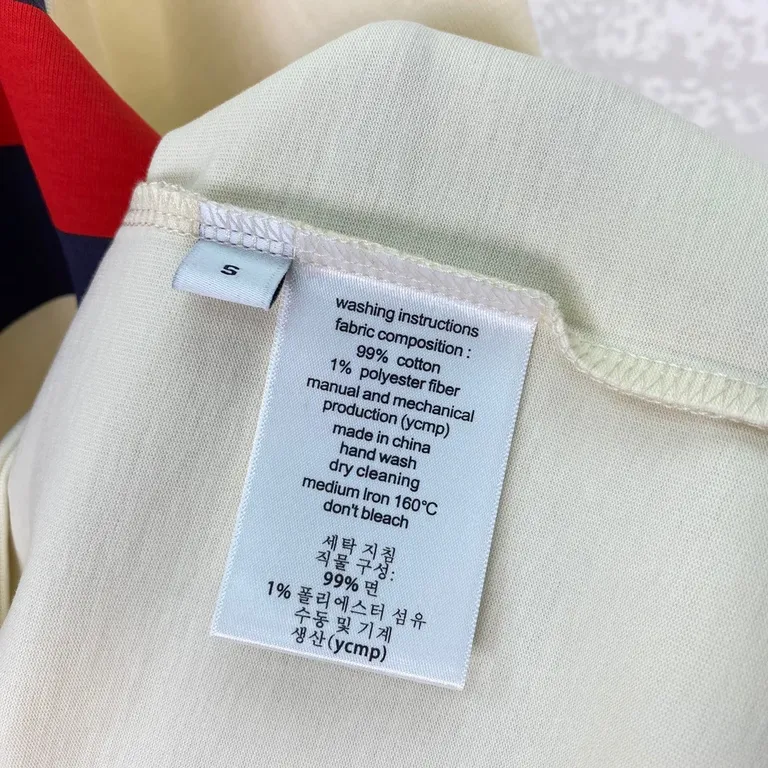 S
washing instructions
fabric composition :
99% cotton
1% polyester fiber
manual and mechanical
production (ycmp)
made in china
hand wash
dry cleaning
medium Iron 160℃
don't bleach
세탁 지침
직물 구성:
99% 면
1% 폴리에스터 섬유
수동 및 기계
생산(ycmp)